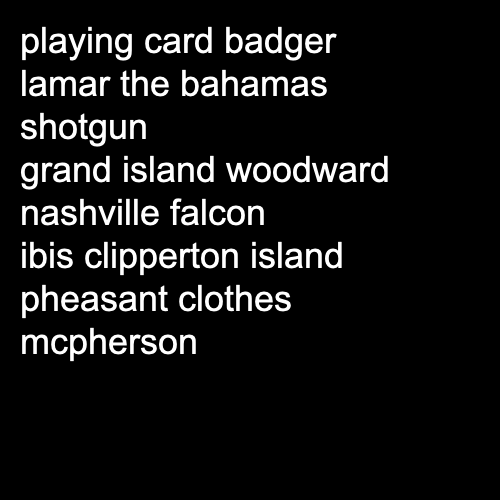 playing card badger
lamar the bahamas
shotgun
grand island woodward
nashville falcon
ibis clipperton island
pheasant clothes
mcpherson